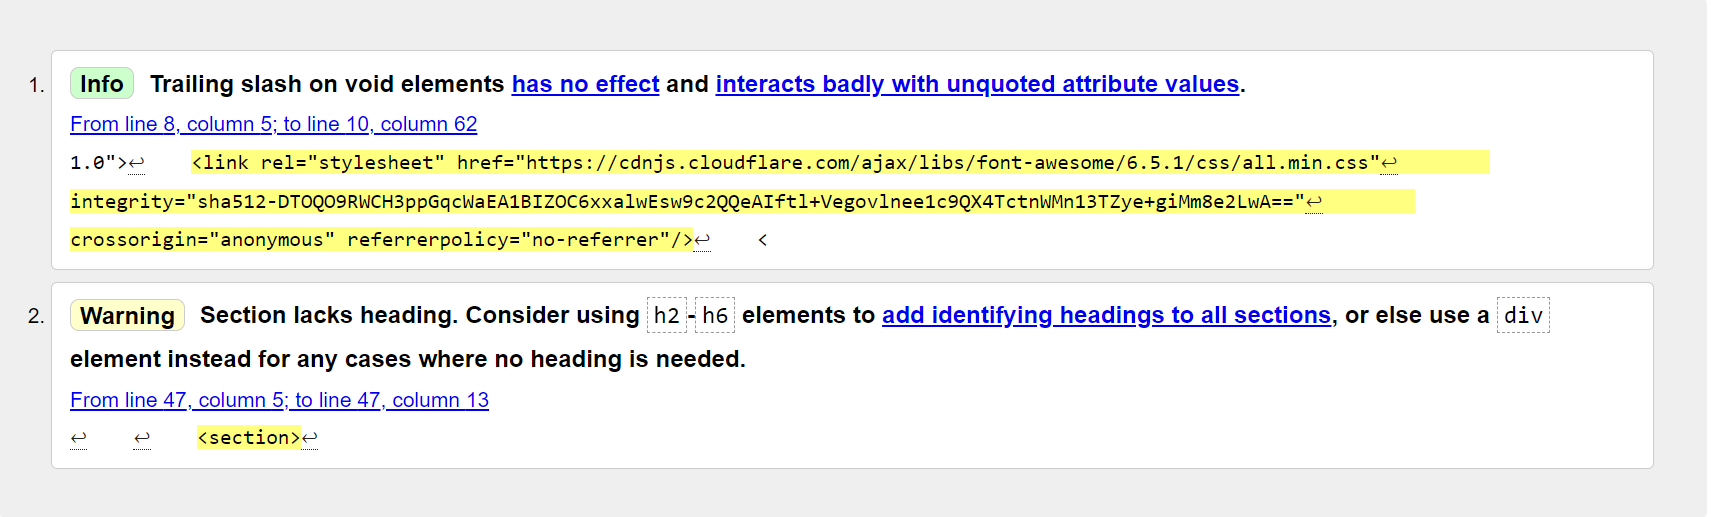 1. Info Trailing slash on void elements has no effect and interacts badly with unquoted attribute values.
From line 8, column 5; to line 10, column 62
1.0">↩ <link rel="stylesheet" href="https://cdnjs.cloudflare.com/ajax/libs/font-awesome/6.5.1/css/all.min.css"↩
integrity="sha512-DTOQO9RWCH3ppGqcWaEA1BIZOC6xxalwEsw9c2QQeAIftl+Vegovlnee1c9QX4TctnWMn13TZye+giMm8e2LwA=="↩
crossorigin="anonymous" referrerpolicy="no-referrer"/>↩ <
2. Warning Section lacks heading. Consider using h2-h6 elements to add identifying headings to all sections, or else use a div
element instead for any cases where no heading is needed.
From line 47, column 5; to line 47, column 13
↩ ↩ <section>↩